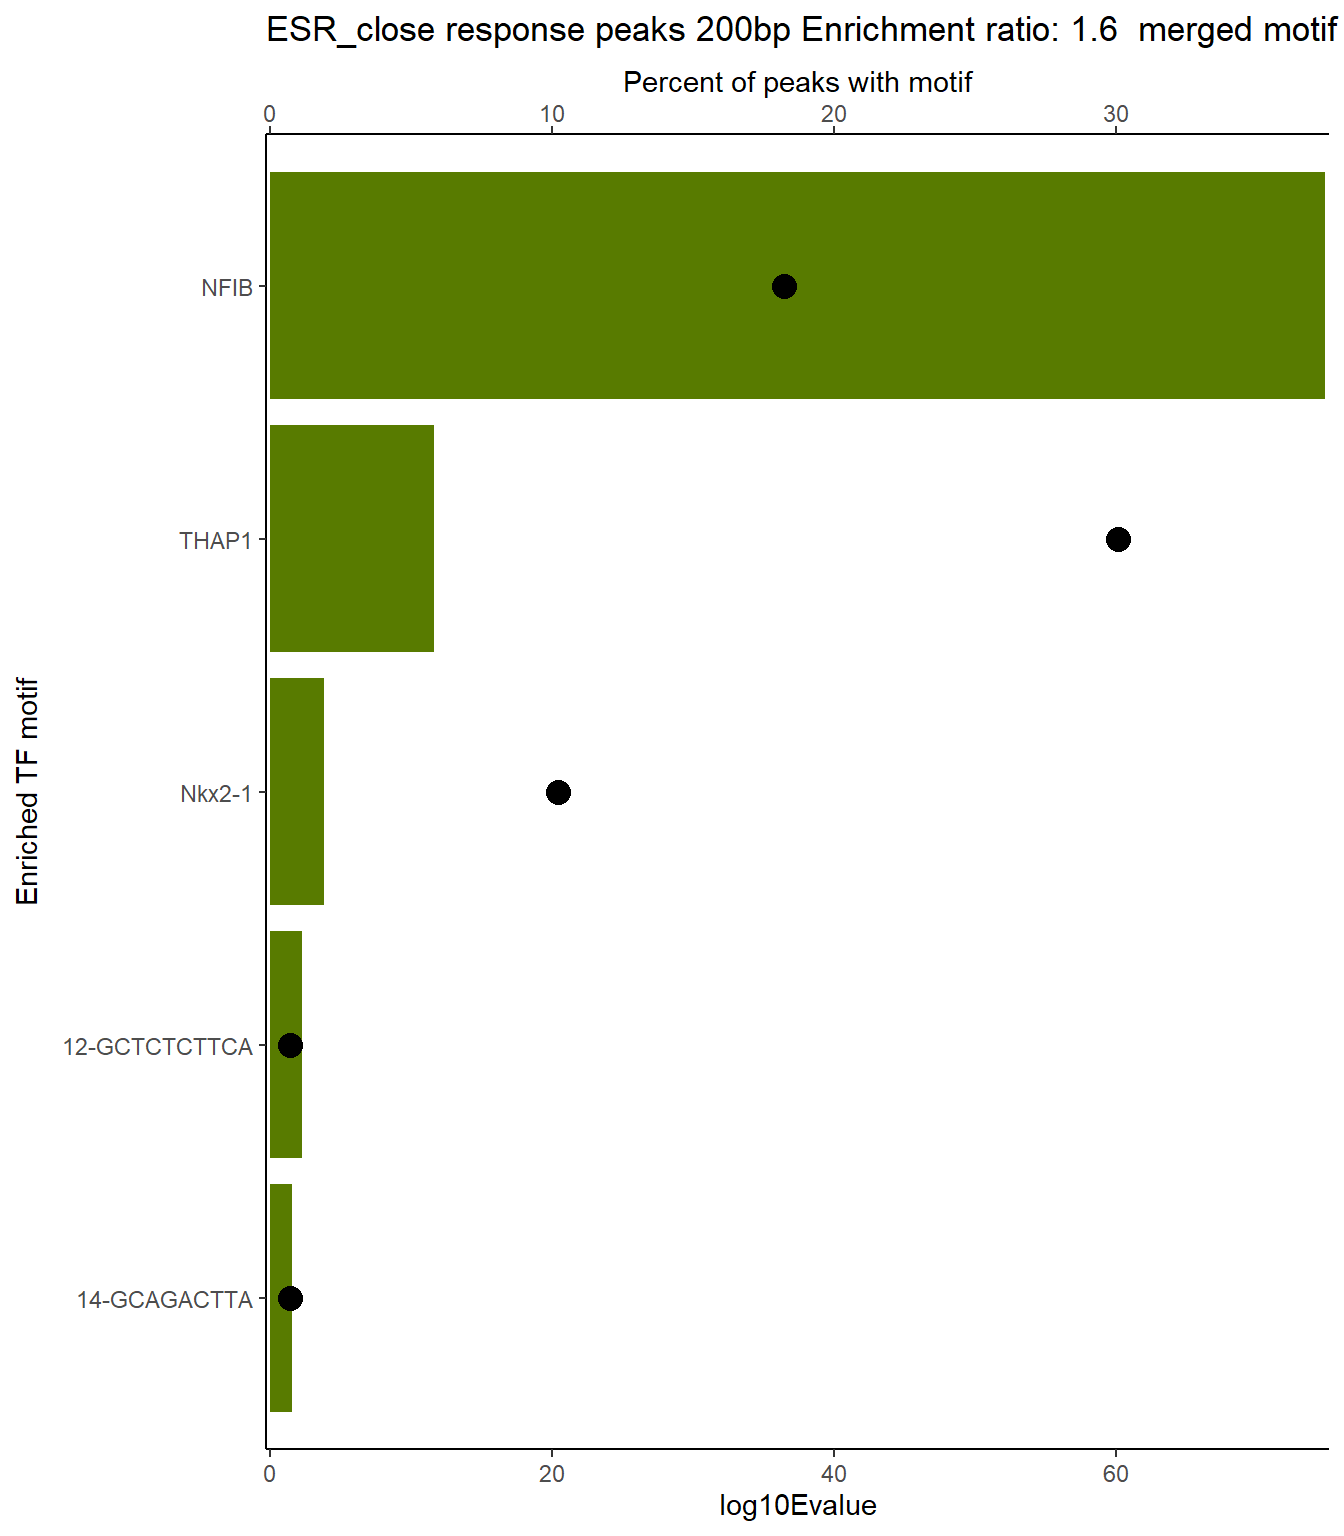 ESR_close response peaks 200bp Enrichment ratio: 1.6  merged motif
Percent of peaks with motif
0 10 20 30
NFIB
THAP1
Nkx2-1
12-GCTCTCTTCA
14-GCAGACTTA
Enriched TF motif
0 20 40 60
log10Evalue